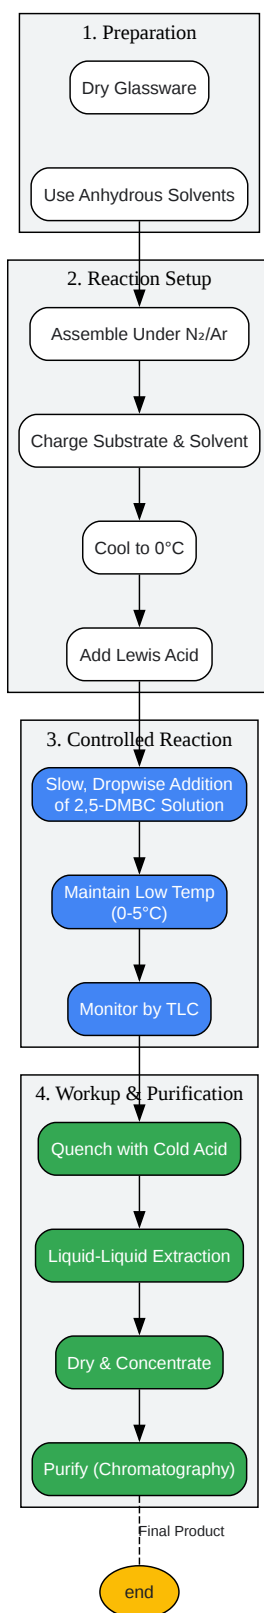 1. Preparation
Dry Glassware
Use Anhydrous Solvents
2. Reaction Setup
Assemble Under N₂/Ar
Charge Substrate & Solvent
Cool to 0°C
Add Lewis Acid
3. Controlled Reaction
Slow, Dropwise Addition
of 2,5-DMBC Solution
Maintain Low Temp
(0-5°C)
Monitor by TLC
4. Workup & Purification
Quench with Cold Acid
Liquid-Liquid Extraction
Dry & Concentrate
Purify (Chromatography)
Final Product
end